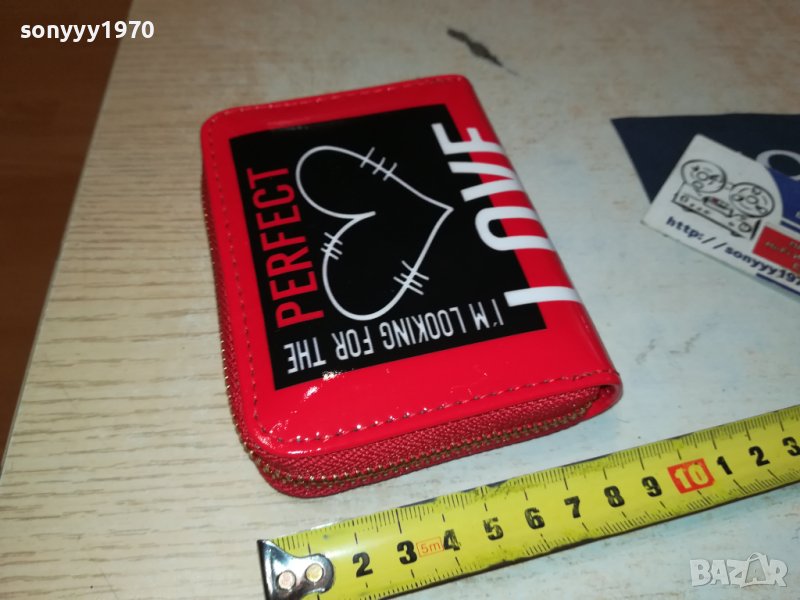 sonyyy1970
I'M LOOKING FOR THE
PERFECT
LOVE
http://sonyyy197
2 3 5m 4 5 6 7 8 9 10 1 2 3
BAZAR